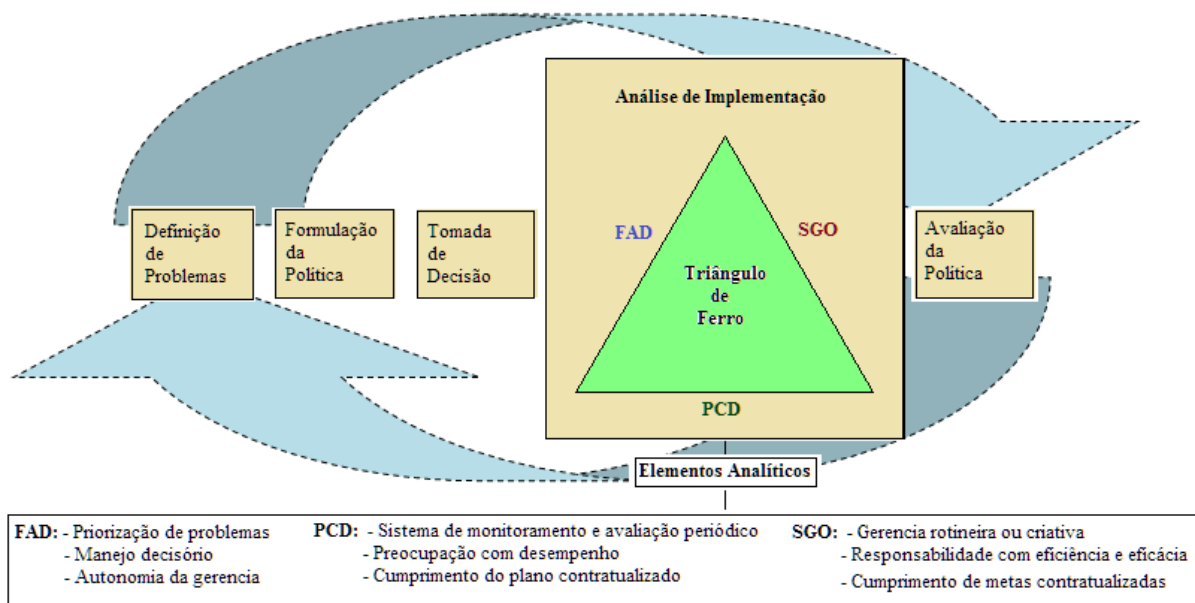 Análise de Implementação
Definição
de
Problemas
Formulação
da
Política
Tomada
de
Decisão
FAD
SGO
Triângulo
de
Ferro
PCD
Avaliação
da
Política
Elementos Analíticos
FAD: - Priorização de problemas
- Manejo decisório
- Autonomia da gerencia
PCD: - Sistema de monitoramento e avaliação periódico
- Preocupação com desempenho
- Cumprimento do plano contratualizado
SGO: - Gerencia rotineira ou criativa
- Responsabilidade com eficiência e eficácia
- Cumprimento de metas contratualizadas